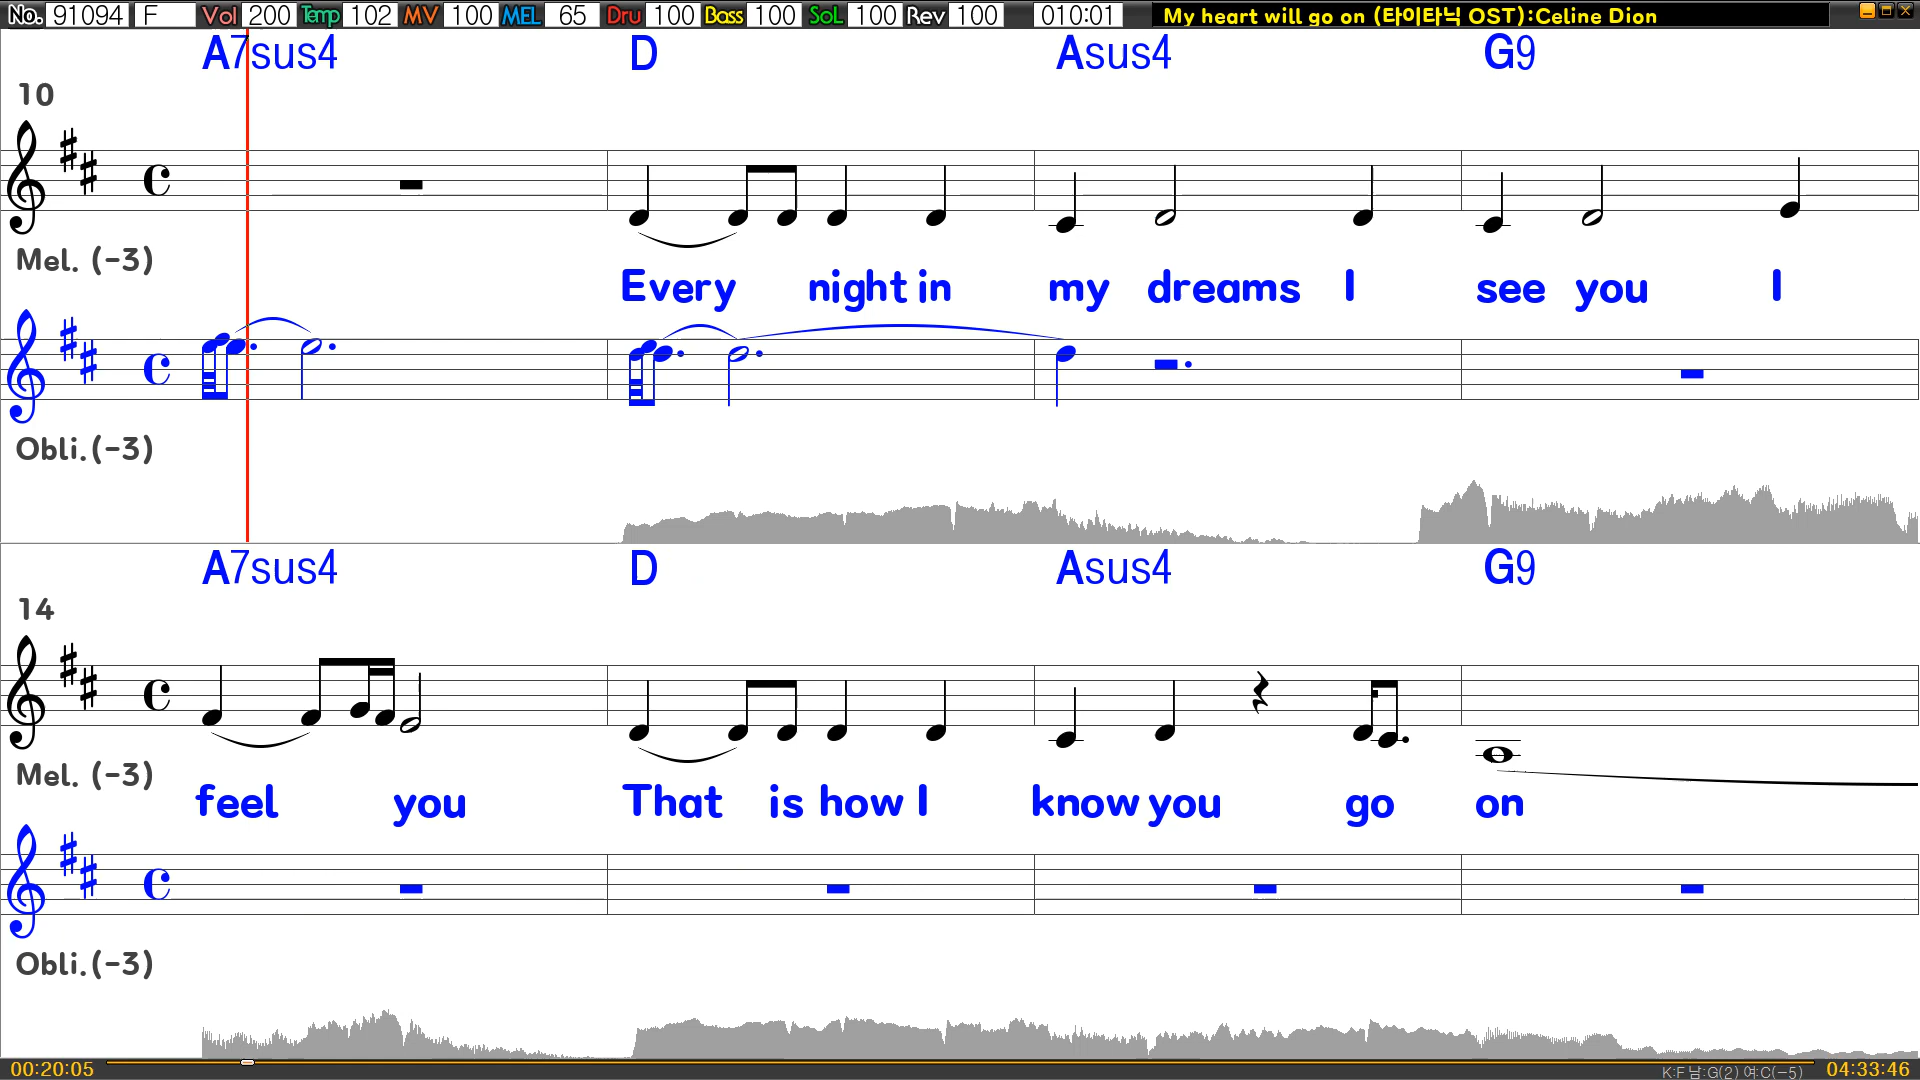 No. 91094 F Vol 200 Temp 102 MV 100 MEL 65 Dru 100 Bass 100 SoL 100 Rev 100 010:01 My heart will go on (타이타닉 OST):Celine Dion
A7sus4 D Asus4 G9
10
Mel. (-3)
Every night in my dreams I see you I
Obli.(-3)
A7sus4 D Asus4 G9
14
Mel. (-3)
feel you That is how I know you go on
Obli.(-3)
00:20:05 K:F 남:G(2) 여:C(-5) 04:33:46